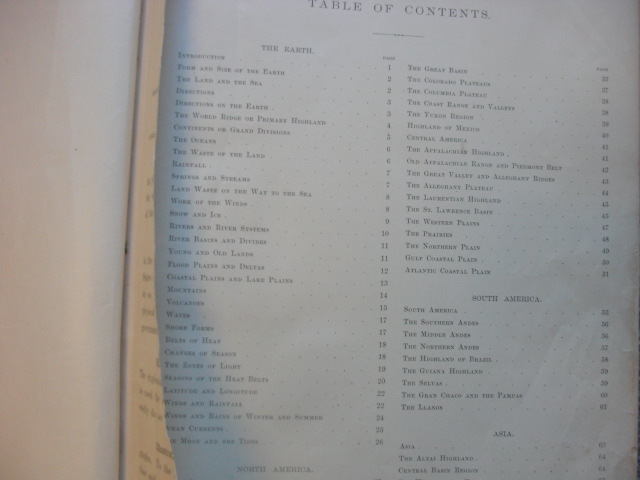 TABLE OF CONTENTS.
THE EARTH.
PAGE
INTRODUCTION 1
FORM AND SIZE OF THE EARTH 2
THE LAND AND THE SEA 2
DIRECTIONS 3
DIRECTIONS ON THE EARTH 3
THE WORLD RIDGE OR PRIMARY HIGHLAND 4
CONTINENTS OR GRAND DIVISIONS 5
THE OCEANS 6
THE WASTE OF THE LAND 6
RAINFALL 7
SPRINGS AND STREAMS 7
LAND WASTE ON THE WAY TO THE SEA 8
WORK OF THE WINDS 8
SNOW AND ICE 9
RIVERS AND RIVER SYSTEMS 10
RIVER BASINS AND DIVIDES 11
YOUNG AND OLD LANDS 11
FLOOD PLAINS AND DELTAS 12
COASTAL PLAINS AND LAKE PLAINS 13
MOUNTAINS 14
VOLCANOES 15
WAVES 17
SHORE FORMS 17
BELTS OF HEAT 18
CHANGES OF SEASON 18
THE ZONES OF LIGHT 19
SEASONS OF THE HEAT BELTS 20
LATITUDE AND LONGITUDE 22
WINDS AND RAINFALL 22
WINDS AND RAINS OF WINTER AND SUMMER 24
CURRENTS 25
MOON AND THE TIDES 26
NORTH AMERICA.
PAGE
THE GREAT BASIN
THE COLORADO PLATEAUS 37
THE COLUMBIA PLATEAU 38
THE COAST RANGE AND VALLEYS
THE YUKON REGION 39
HIGHLAND OF MEXICO 40
CENTRAL AMERICA 41
THE APPALACHIAN HIGHLAND 41
OLD APPALACHIAN RANGE AND PIEDMONT BELT 42
THE GREAT VALLEY AND ALLEGHANY RIDGES 43
THE ALLEGHANY PLATEAU 44
THE LAURENTIAN HIGHLAND 45
THE ST. LAWRENCE BASIN 45
THE WESTERN PLAINS 47
THE PRAIRIES 48
THE NORTHERN PLAIN 49
GULF COASTAL PLAIN 50
ATLANTIC COASTAL PLAIN 51
SOUTH AMERICA.
SOUTH AMERICA 53
THE SOUTHERN ANDES 56
THE MIDDLE ANDES 56
THE NORTHERN ANDES 57
THE HIGHLAND OF BRAZIL 58
THE GUIANA HIGHLAND 59
THE SELVAS 59
THE GRAN CHACO AND THE PAMPAS 60
THE LLANOS 61
ASIA.
ASIA 63
THE ALTAI HIGHLAND 64
CENTRAL BASIN REGION 64